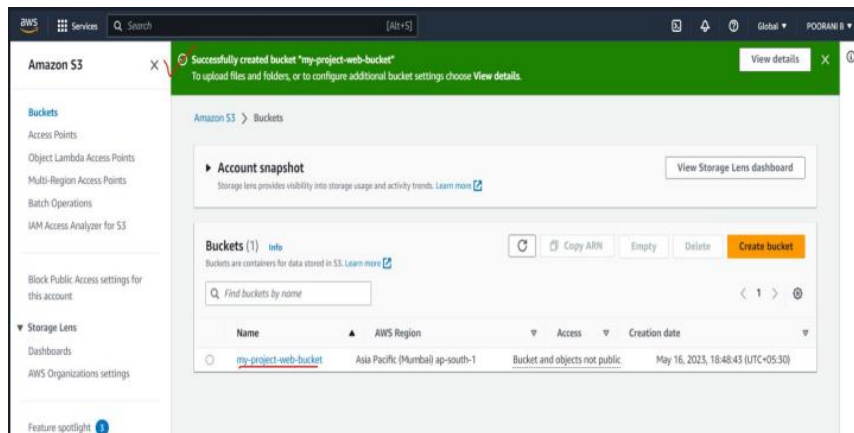 aws Services Search [Alt+S] Global POORANI B
Amazon S3
Successfully created bucket "my-project-web-bucket"
To upload files and folders, or to configure additional bucket settings choose View details.
View details
Buckets
Access Points
Object Lambda Access Points
Multi-Region Access Points
Batch Operations
IAM Access Analyzer for S3
Block Public Access settings for
this account
Storage Lens
Dashboards
AWS Organizations settings
Feature spotlight 3
Amazon S3 > Buckets
Account snapshot
Storage lens provides visibility into storage usage and activity trends. Learn more
View Storage Lens dashboard
Buckets (1) Info
Buckets are containers for data stored in S3. Learn more
Copy ARN Empty Delete Create bucket
Find buckets by name
< 1 >
Name AWS Region Access Creation date
my-project-web-bucket Asia Pacific (Mumbai) ap-south-1 Bucket and objects not public May 16, 2023, 18:48:43 (UTC+05:30)